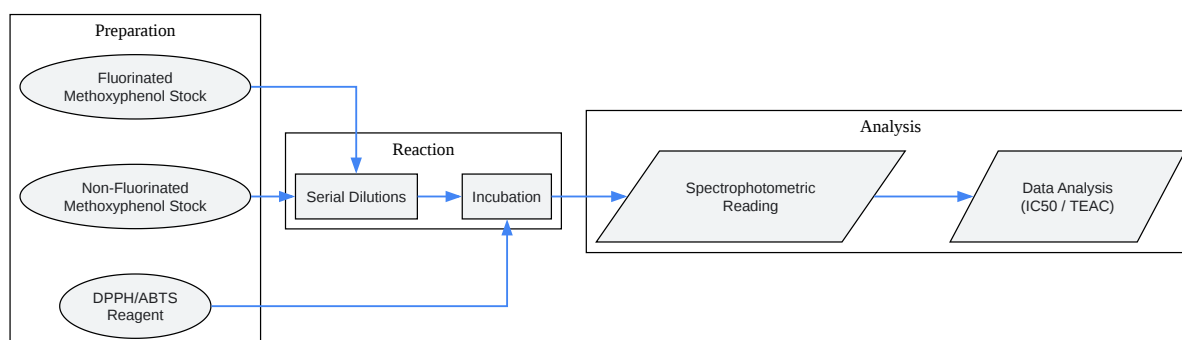 Preparation
Fluorinated
Methoxyphenol Stock
Non-Fluorinated
Methoxyphenol Stock
DPPH/ABTS
Reagent
Reaction
Serial Dilutions
Incubation
Analysis
Spectrophotometric
Reading
Data Analysis
(IC50 / TEAC)